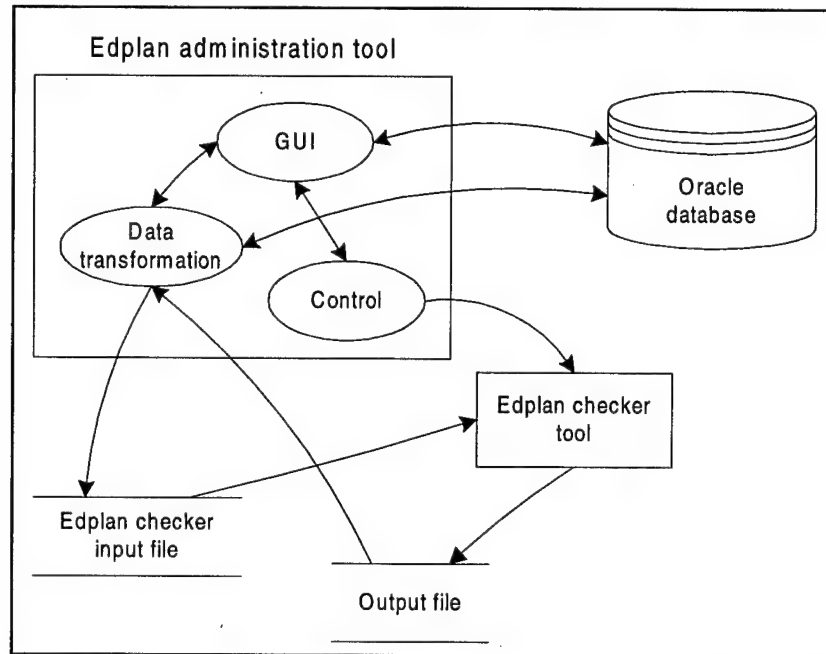 Edplan administration tool
GUI
Oracle
database
Data
transformation
Control
Edplan checker
tool
Edplan checker
input file
Output file